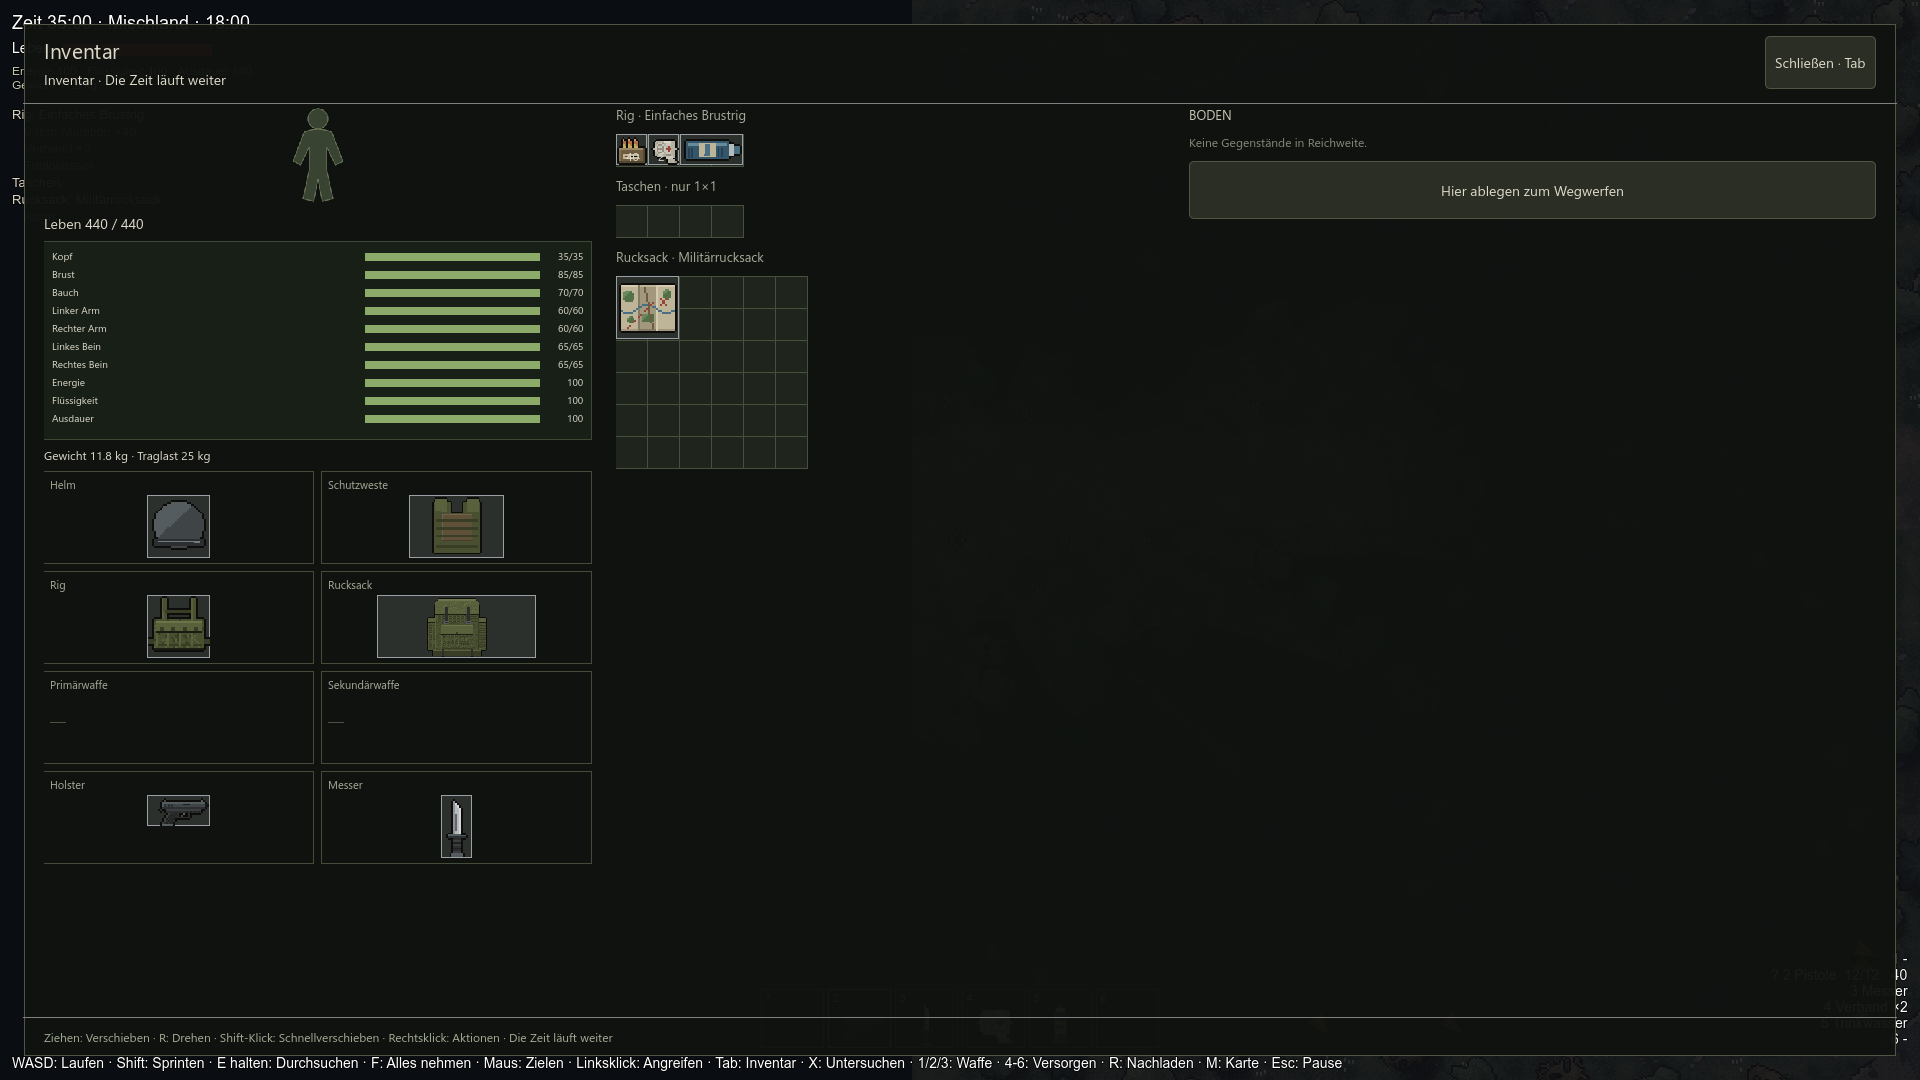 Zeit 35:00 · Mischland · 18:00
Inventar
Inventar · Die Zeit läuft weiter
Schließen · Tab
Leben 440 / 440
Kopf 35/35
Brust 85/85
Bauch 70/70
Linker Arm 60/60
Rechter Arm 60/60
Linkes Bein 65/65
Rechtes Bein 65/65
Energie 100
Flüssigkeit 100
Ausdauer 100
Gewicht 11.8 kg · Traglast 25 kg
Helm
Schutzweste
Rig
Rucksack
Primärwaffe
—
Sekundärwaffe
—
Holster
Messer
Rig · Einfaches Brustrig
Taschen · nur 1×1
Rucksack · Militärrucksack
BODEN
Keine Gegenstände in Reichweite.
Hier ablegen zum Wegwerfen
Ziehen: Verschieben · R: Drehen · Shift-Klick: Schnellverschieben · Rechtsklick: Aktionen · Die Zeit läuft weiter
WASD: Laufen · Shift: Sprinten · E halten: Durchsuchen · F: Alles nehmen · Maus: Zielen · Linksklick: Angreifen · Tab: Inventar · X: Untersuchen · 1/2/3: Waffe · 4-6: Versorgen · R: Nachladen · M: Karte · Esc: Pause